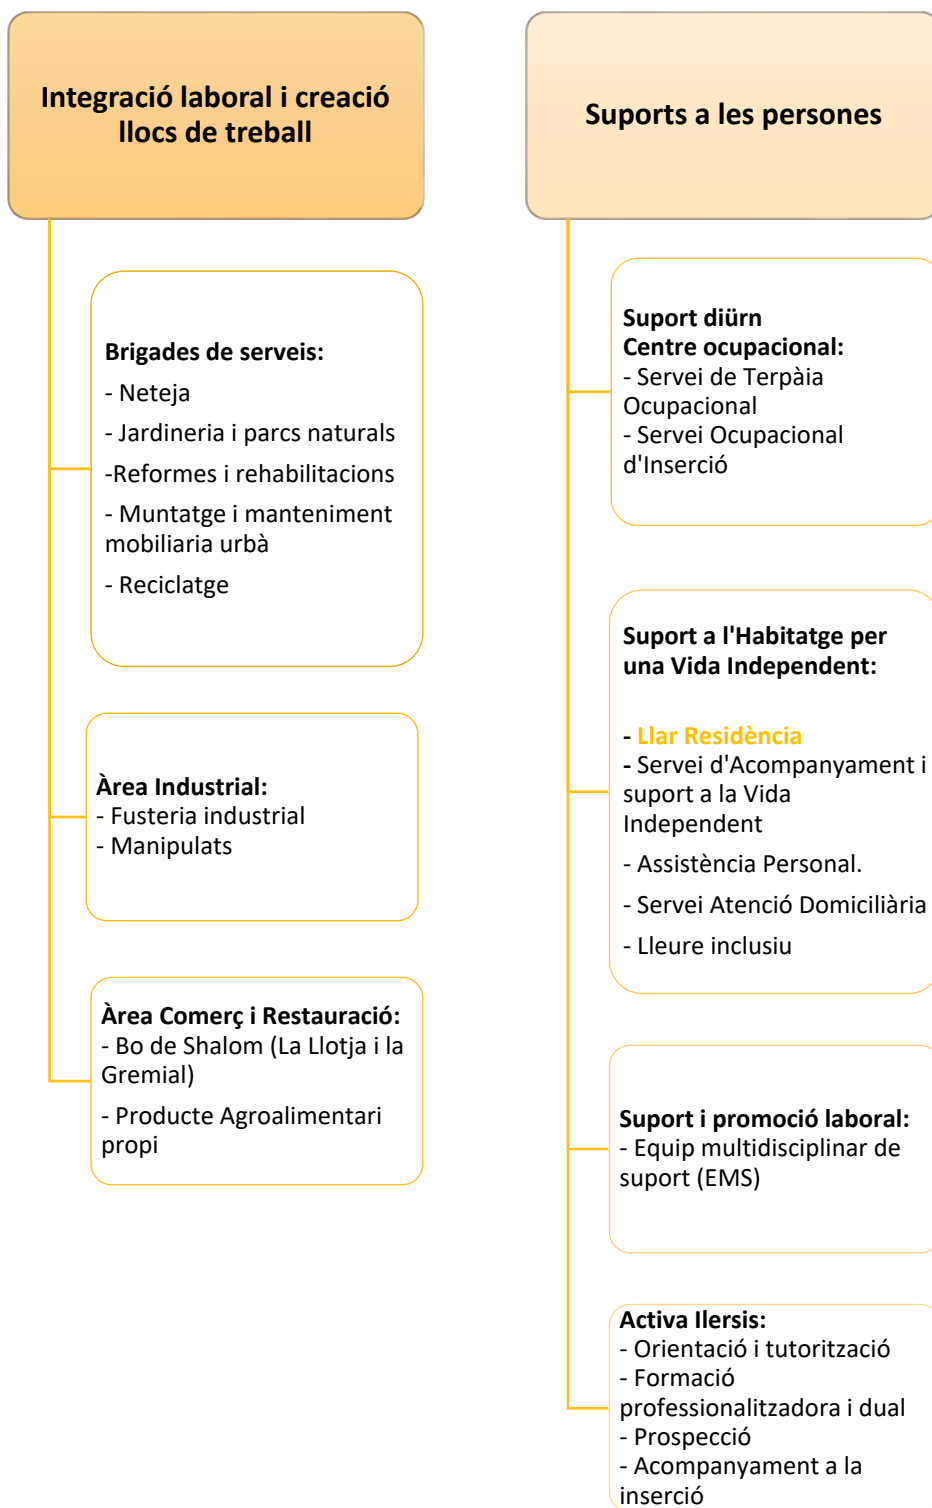 Integració laboral i creació
llocs de treball
Brigades de serveis:
- Neteja
- Jardineria i parcs naturals
-Reformes i rehabilitacions
- Muntatge i manteniment
mobiliaria urbà
- Reciclatge
Àrea Industrial:
- Fusteria industrial
- Manipulats
Àrea Comerç i Restauració:
- Bo de Shalom (La Llotja i la
Gremial)
- Producte Agroalimentari
propi
Suports a les persones
Suport diürn
Centre ocupacional:
- Servei de Terpàia
Ocupacional
- Servei Ocupacional
d'Inserció
Suport a l'Habitatge per
una Vida Independent:
- Llar Residència
- Servei d'Acompanyament i
suport a la Vida
Independent
- Assistència Personal.
- Servei Atenció Domiciliària
- Lleure inclusiu
Suport i promoció laboral:
- Equip multidisciplinar de
suport (EMS)
Activa Ilersis:
- Orientació i tutorització
- Formació
professionalitzadora i dual
- Prospecció
- Acompanyament a la
inserció